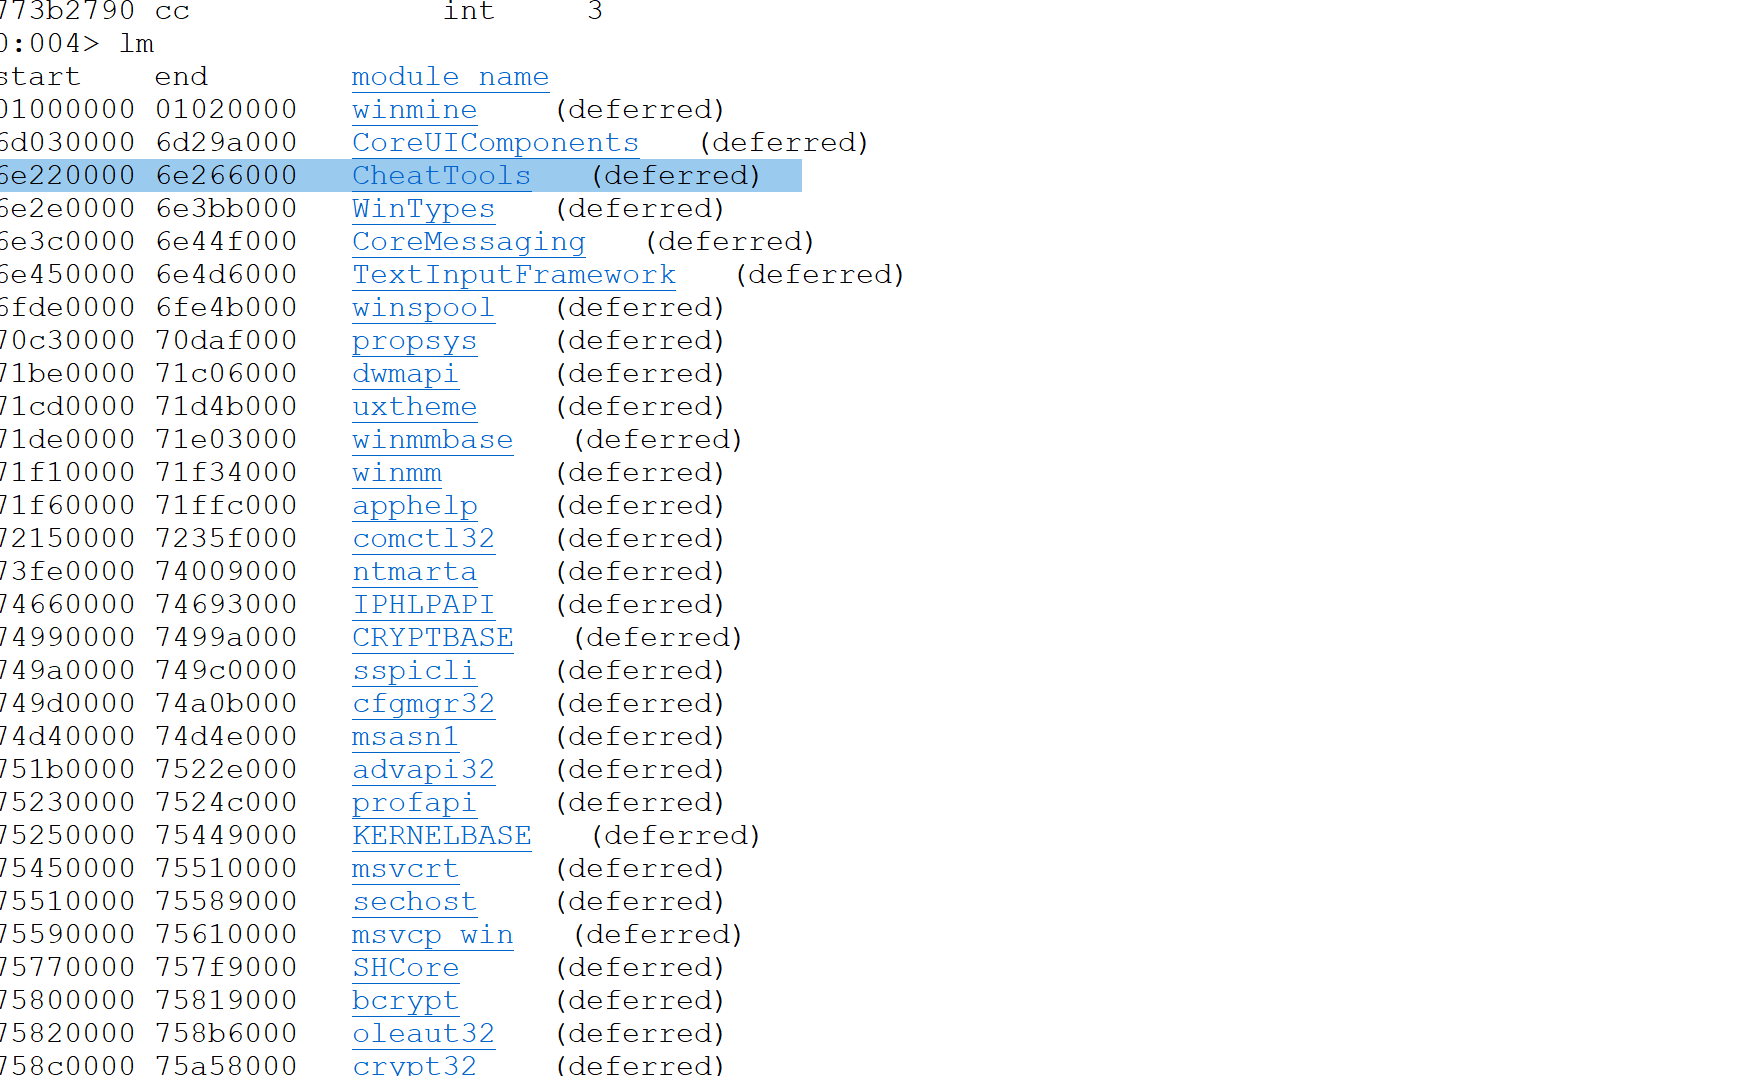 773b2790 cc int 3
0:004> lm
start end module name
01000000 01020000 winmine (deferred)
6d030000 6d29a000 CoreUIComponents (deferred)
6e220000 6e266000 CheatTools (deferred)
6e2e0000 6e3bb000 WinTypes (deferred)
6e3c0000 6e44f000 CoreMessaging (deferred)
6e450000 6e4d6000 TextInputFramework (deferred)
6fde0000 6fe4b000 winspool (deferred)
70c30000 70daf000 propsys (deferred)
71be0000 71c06000 dwmapi (deferred)
71cd0000 71d4b000 uxtheme (deferred)
71de0000 71e03000 winmmbase (deferred)
71f10000 71f34000 winmm (deferred)
71f60000 71ffc000 apphelp (deferred)
72150000 7235f000 comctl32 (deferred)
73fe0000 74009000 ntmarta (deferred)
74660000 74693000 IPHLPAPI (deferred)
74990000 7499a000 CRYPTBASE (deferred)
749a0000 749c0000 sspicli (deferred)
749d0000 74a0b000 cfgmgr32 (deferred)
74d40000 74d4e000 msasn1 (deferred)
751b0000 7522e000 advapi32 (deferred)
75230000 7524c000 profapi (deferred)
75250000 75449000 KERNELBASE (deferred)
75450000 75510000 msvcrt (deferred)
75510000 75589000 sechost (deferred)
75590000 75610000 msvcp_win (deferred)
75770000 757f9000 SHCore (deferred)
75800000 75819000 bcrypt (deferred)
75820000 758b6000 oleaut32 (deferred)
758c0000 75a58000 crypt32 (deferred)